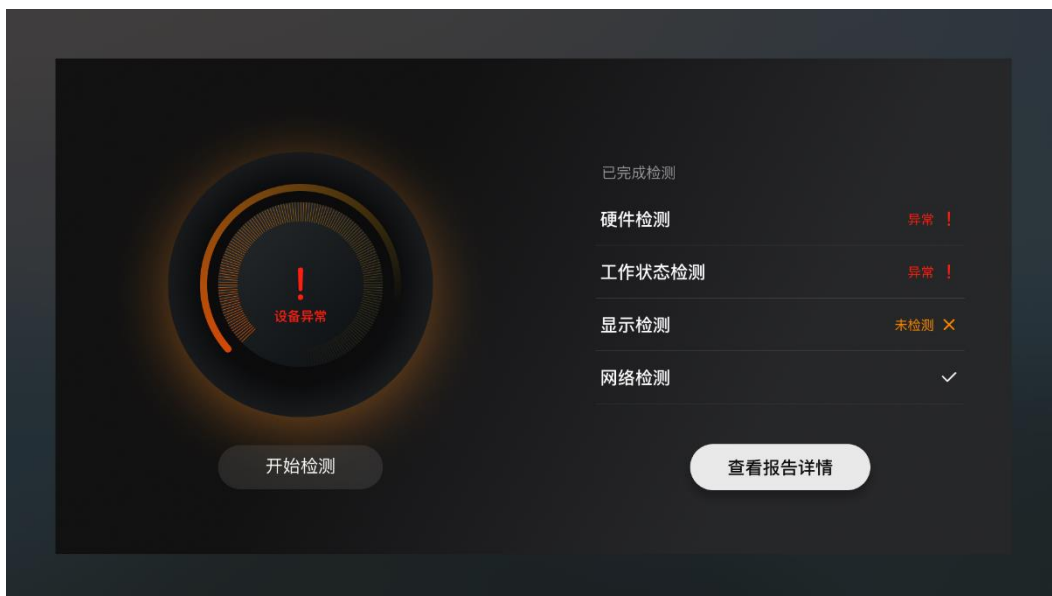 已完成检测
硬件检测 异常 !
工作状态检测 异常 !
显示检测 未检测 ×
网络检测 ✓
!
设备异常
开始检测
查看报告详情